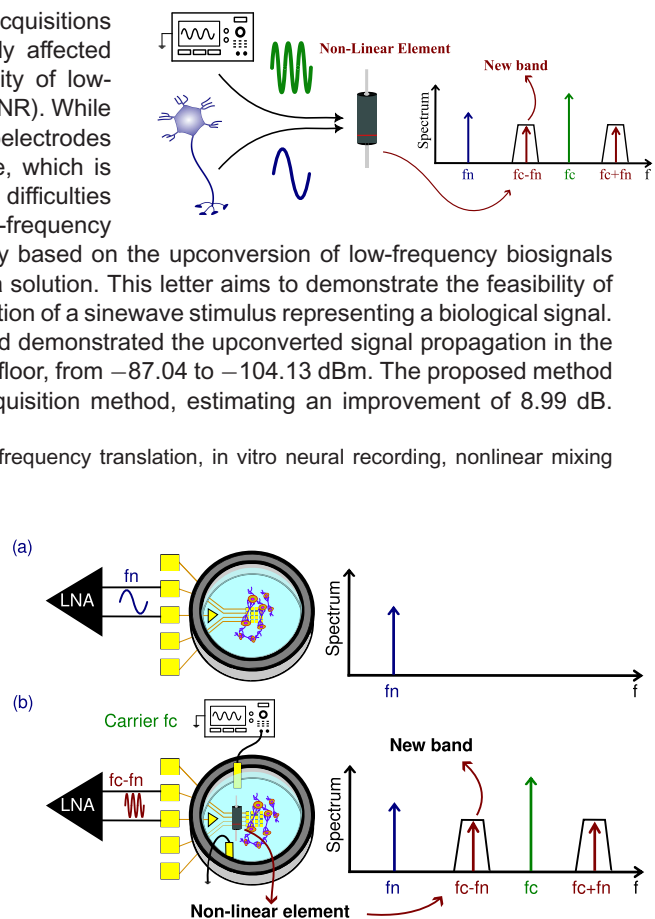 cquisitions
ly affected
ity of low-
NR). While
oelectrodes
e, which is
difficulties
-frequency
Non-Linear Element
New band
Spectrum
fn
fc-fn
fc
fc+fn
f
y based on the upconversion of low-frequency biosignals
a solution. This letter aims to demonstrate the feasibility of
tion of a sinewave stimulus representing a biological signal.
d demonstrated the upconverted signal propagation in the
floor, from −87.04 to −104.13 dBm. The proposed method
quisition method, estimating an improvement of 8.99 dB.
frequency translation, in vitro neural recording, nonlinear mixing
(a)
LNA
fn
Spectrum
fn
f
(b)
Carrier fc
LNA
fc-fn
New band
Spectrum
fn
fc-fn
fc
fc+fn
f
Non-linear element